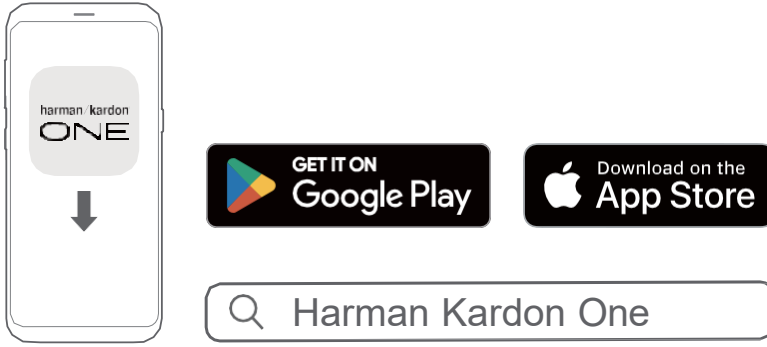 harman/kardon
ONE
GET IT ON
Google Play
Download on the
App Store
Harman Kardon One